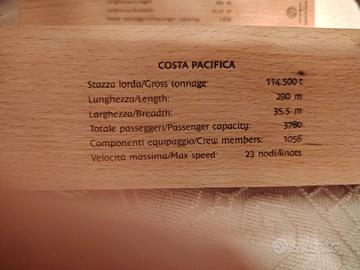 COSTA PACIFICA
Stazza lorda/Gross tonnage: 114.500 t
Lunghezza/Length: 290 m
Larghezza/Breadth: 35.5 m
Totale passeggeri/Passenger capacity: 3780
Componenti equipaggio/Crew members: 1056
Velocità massima/Max speed: 23 nodi/knots